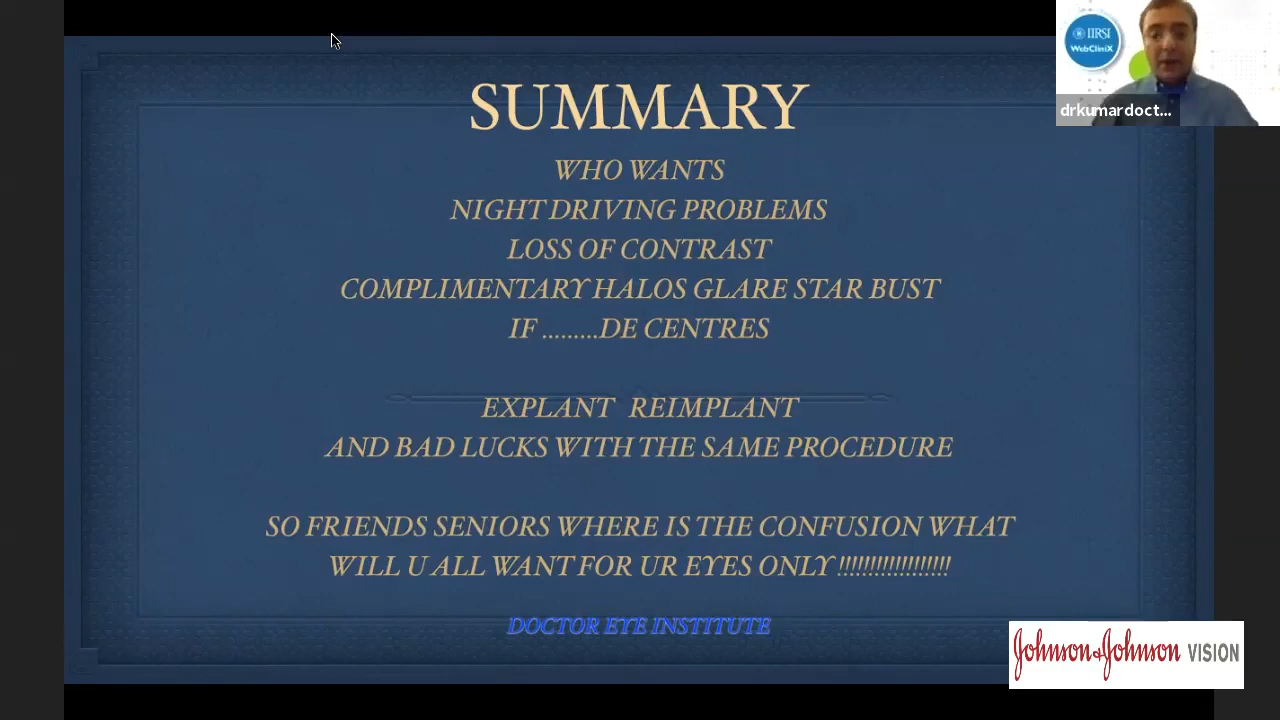 IIRSI
WebCliniX
drkumardoct...
SUMMARY
WHO WANTS
NIGHT DRIVING PROBLEMS
LOSS OF CONTRAST
COMPLIMENTARY HALOS GLARE STAR BUST
IF .........DE CENTRES
EXPLANT REIMPLANT
AND BAD LUCKS WITH THE SAME PROCEDURE
SO FRIENDS SENIORS WHERE IS THE CONFUSION WHAT
WILL U ALL WANT FOR UR EYES ONLY !!!!!!!!!!!!!!!!!!!
DOCTOR EYE INSTITUTE
Johnson & Johnson VISION